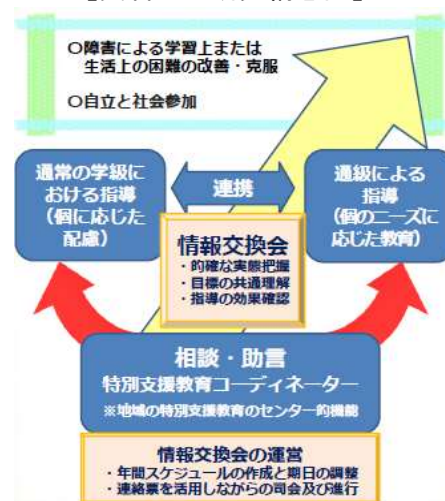 〇障害による学習上または
生活上の困難の改善・克服
〇自立と社会参加
通常の学級に
おける指導
(個に応じた
配慮)
連携
通級による
指導
(個のニーズに
応じた教育)
情報交換会
・的確な実態把握
・目標の共通理解
・指導の効果確認
相談・助言
特別支援教育コーディネーター
※地域の特別支援教育のセンター的機能
情報交換会の運営
・年間スケジュールの作成と期日の調整
・連絡票を活用しながらの司会及び進行